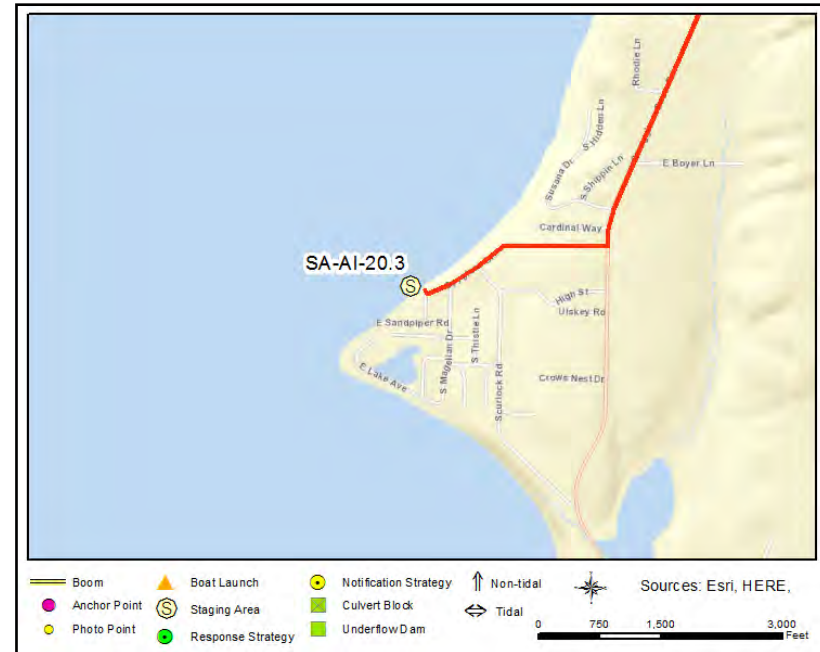 Rhodie Ln
S Hidden Ln
E Boyer Ln
S Shippin Ln
Susana Dr
Cardinal Way
SA-AI-20.3
High St
Ulskey Rd
E Sandpiper Rd
S Thistle Ln
S Magellan Dr
E Lake Ave
Crows Nest Dr
Scurlock Rd
Boom
Boat Launch
Notification Strategy
Non-tidal
Sources: Esri, HERE,
Anchor Point
Staging Area
Culvert Block
Tidal
Photo Point
Response Strategy
Underflow Dam
0 750 1,500 3,000
Feet